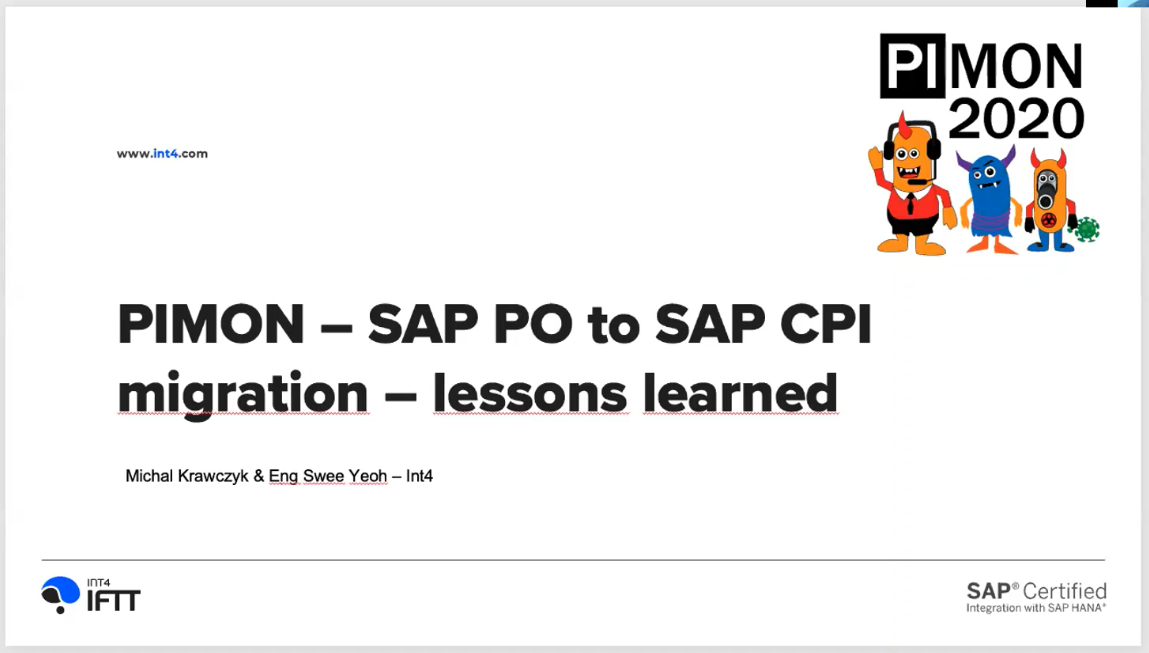 PIMON
2020
www.int4.com
PIMON – SAP PO to SAP CPI
migration – lessons learned
Michal Krawczyk & Eng Swee Yeoh – Int4
INT4
IFTT
SAP® Certified
Integration with SAP HANA®